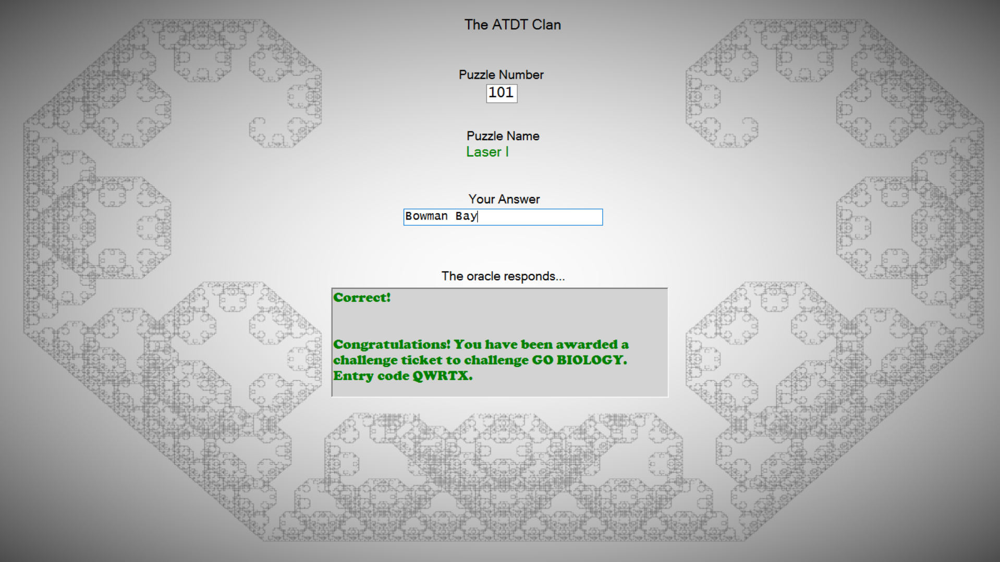 The ATDT Clan
Puzzle Number
101
Puzzle Name
Laser I
Your Answer
Bowman Bay
The oracle responds...
Correct!
Congratulations! You have been awarded a
challenge ticket to challenge GO BIOLOGY.
Entry code QWRTX.